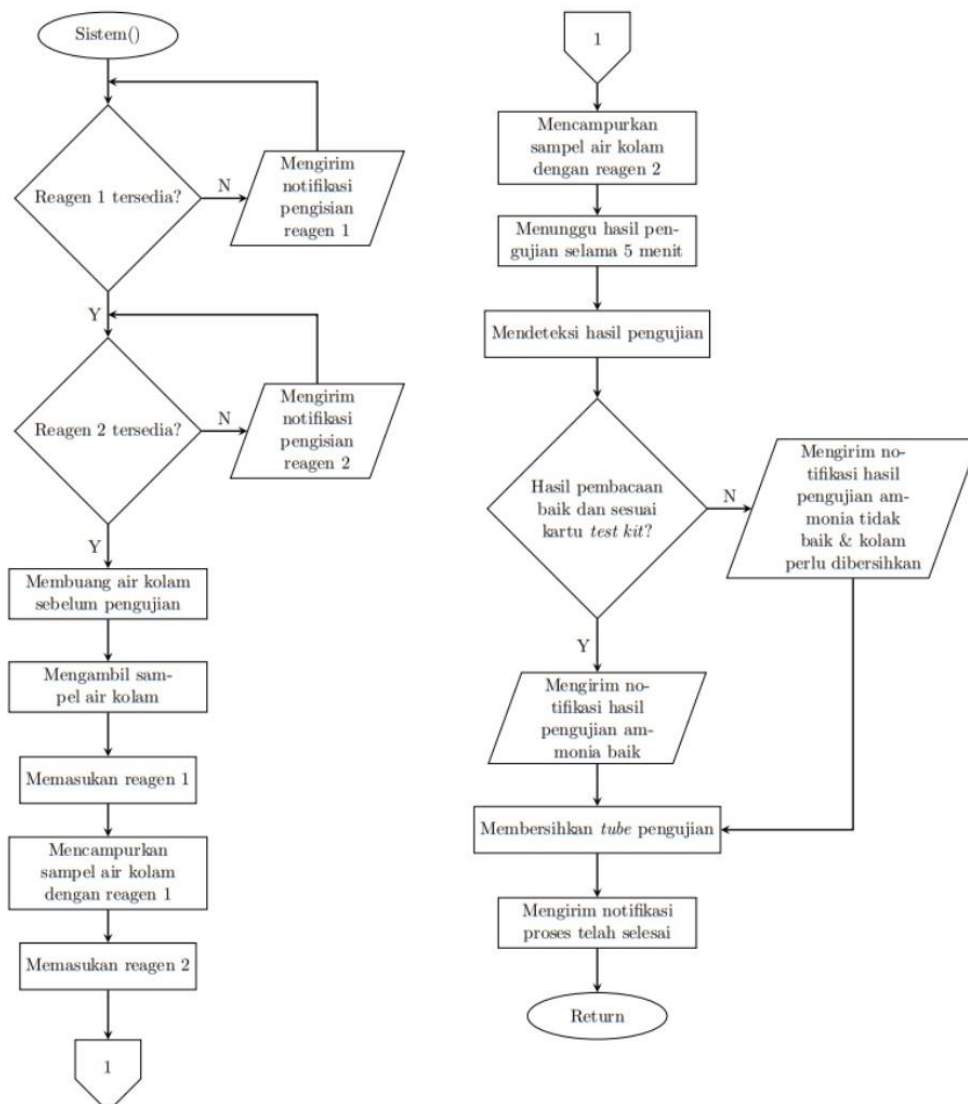 Sistem()
Reagen 1 tersedia?
N
Mengirim
notifikasi
pengisian
reagen 1
Y
Reagen 2 tersedia?
N
Mengirim
notifikasi
pengisian
reagen 2
Y
Membuang air kolam
sebelum pengujian
Mengambil sam-
pel air kolam
Memasukan reagen 1
Mencampurkan
sampel air kolam
dengan reagen 1
Memasukan reagen 2
1
1
Mencampurkan
sampel air kolam
dengan reagen 2
Menunggu hasil pen-
gujian selama 5 menit
Mendeteksi hasil pengujian
Hasil pembacaan
baik dan sesuai
kartu test kit?
N
Mengirim no-
tifikasi hasil
pengujian am-
monia tidak
baik & kolam
perlu dibersihkan
Y
Mengirim no-
tifikasi hasil
pengujian am-
monia baik
Membersihkan tube pengujian
Mengirim notifikasi
proses telah selesai
Return